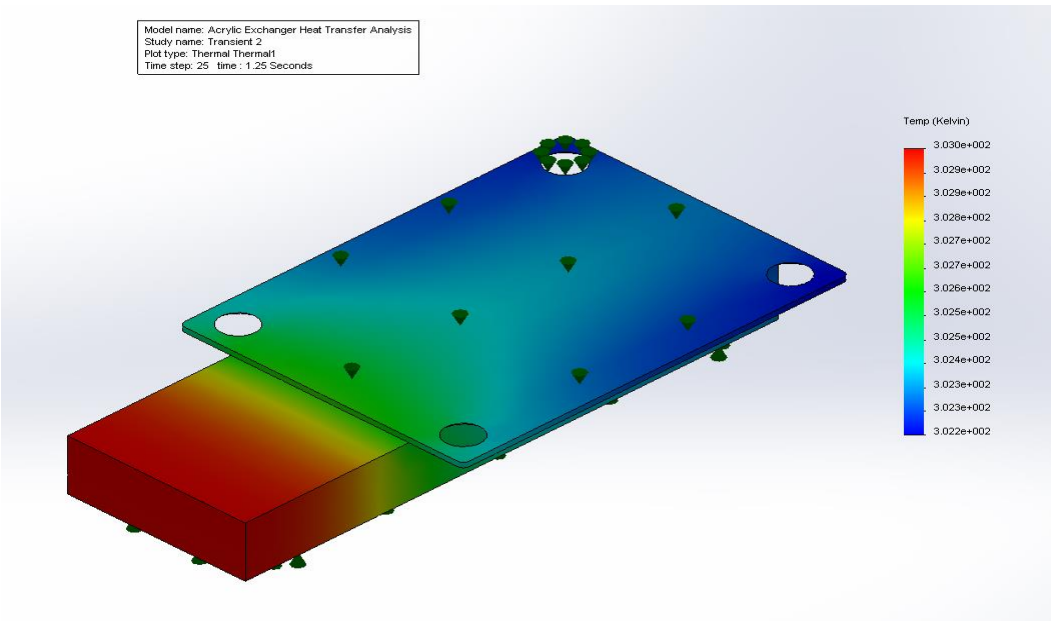 Model name: Acrylic Exchanger Heat Transfer Analysis
Study name: Transient 2
Plot type: Thermal Thermal1
Time step: 25   time : 1.25 Seconds
Temp (Kelvin)
3.030e+002
3.029e+002
3.029e+002
3.028e+002
3.027e+002
3.027e+002
3.026e+002
3.025e+002
3.025e+002
3.024e+002
3.023e+002
3.023e+002
3.022e+002